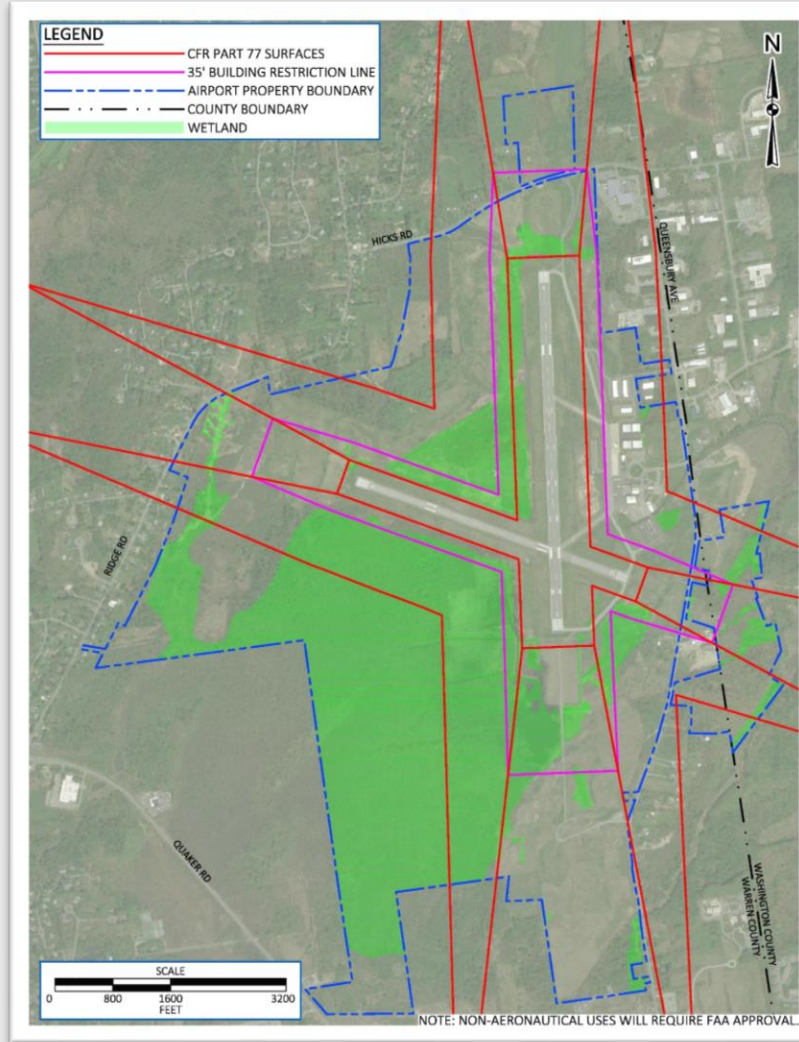 LEGEND
CFR PART 77 SURFACES
35' BUILDING RESTRICTION LINE
AIRPORT PROPERTY BOUNDARY
COUNTY BOUNDARY
WETLAND
N
HICKS RD
QUEENSBURY AVE
RIDGE RD
QUAKER RD
WASHINGTON COUNTY
WARREN COUNTY
SCALE
0 800 1600 3200
FEET
NOTE: NON-AERONAUTICAL USES WILL REQUIRE FAA APPROVAL.